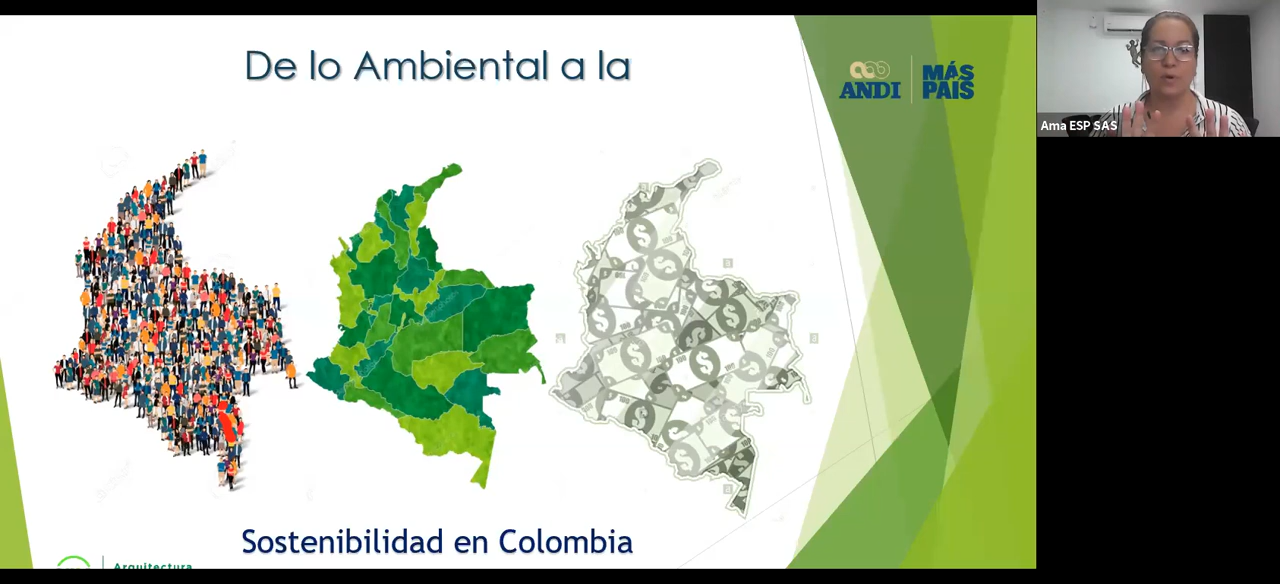 De lo Ambiental a la
ANDI
MÁS
PAÍS
Ama ESP SAS
Sostenibilidad en Colombia
Arquitectura